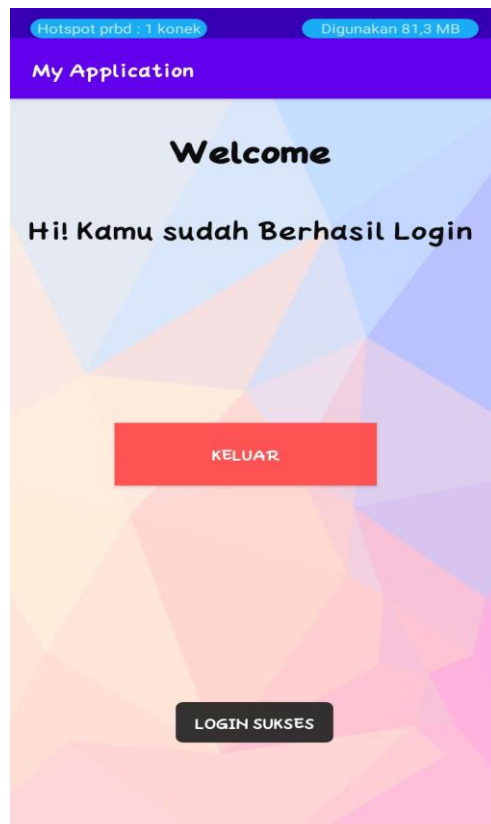 Hotspot prbd : 1 konek
Digunakan 81,3 MB
My Application
Welcome
Hi! Kamu sudah Berhasil Login
KELUAR
LOGIN SUKSES